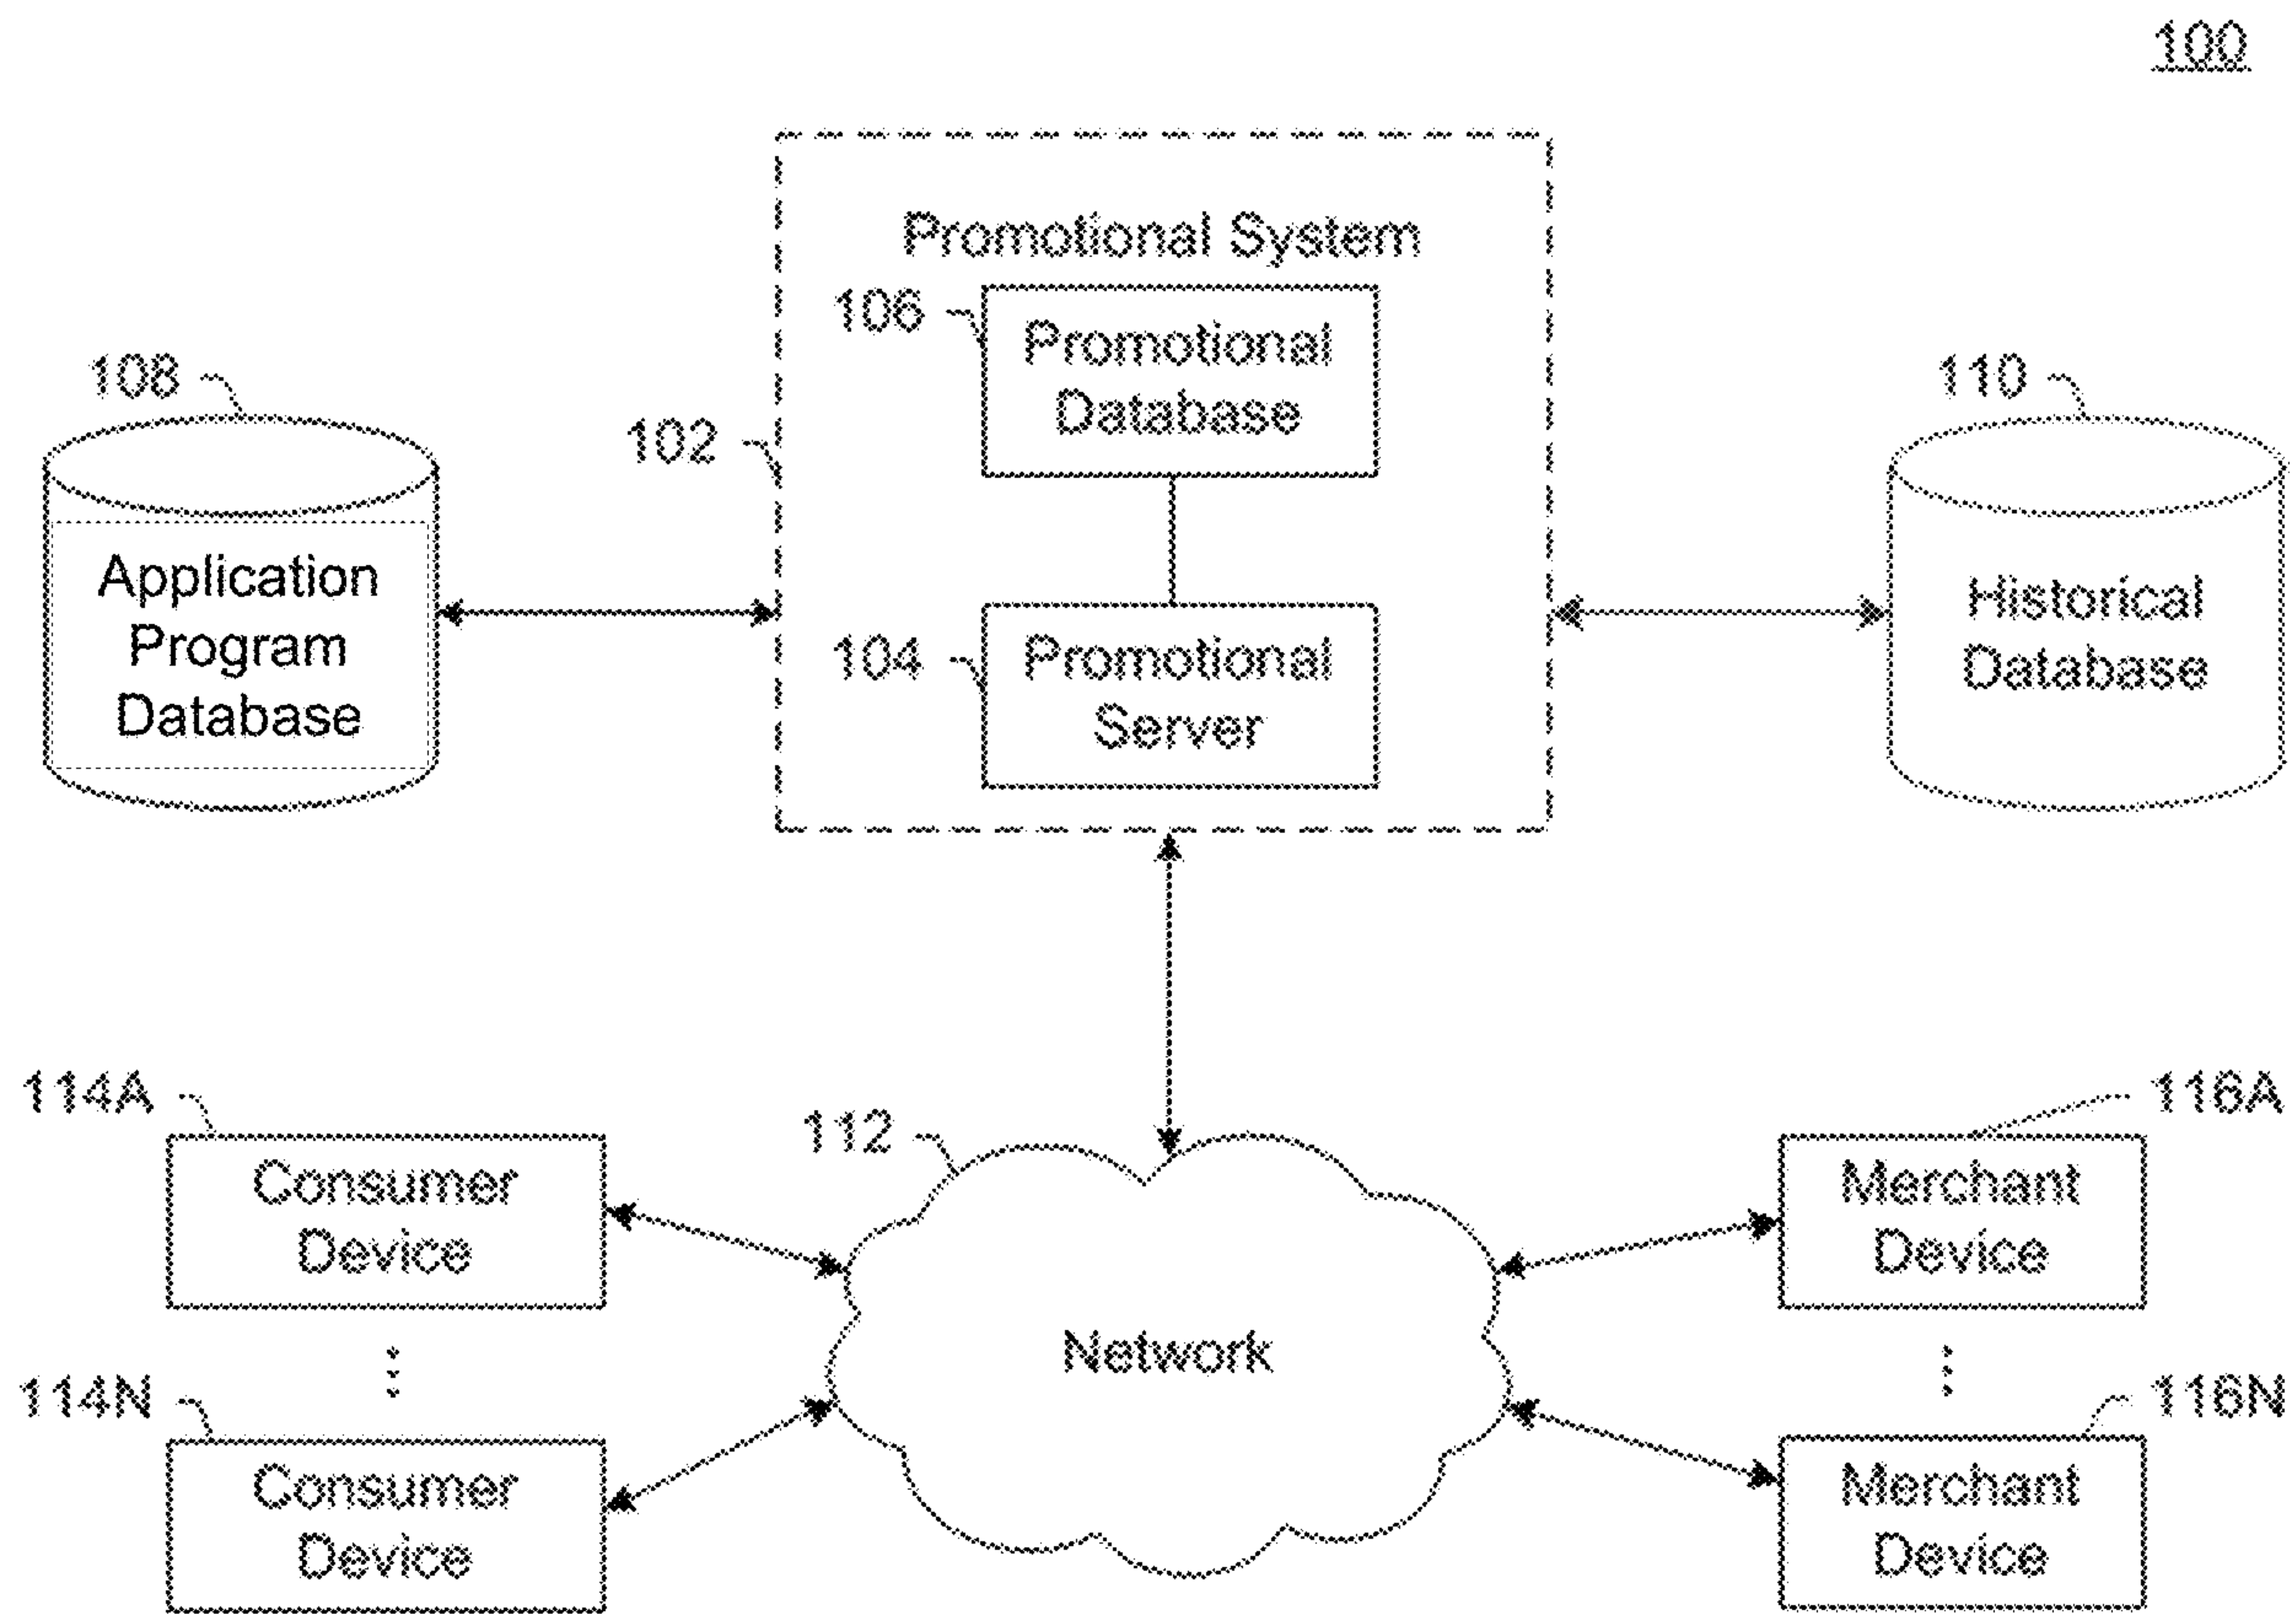 100
Promotional System
106
Promotional
Database
108
Application
Program
Database
102
104
Promotional
Server
110
Historical
Database
114A
Consumer
Device
114N
Consumer
Device
112
Network
116A
Merchant
Device
116N
Merchant
Device